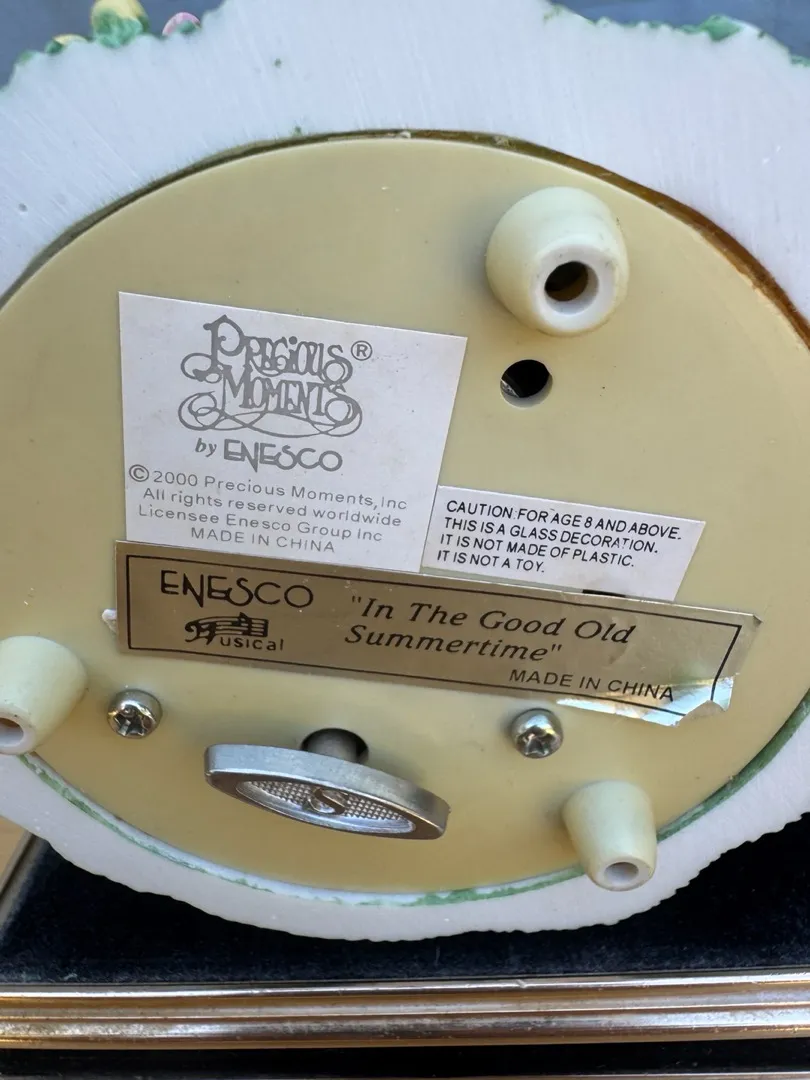 PRECIOUS®
MOMENTS
by ENESCO
©2000 Precious Moments, Inc
All rights reserved worldwide
Licensee Enesco Group Inc
MADE IN CHINA
CAUTION: FOR AGE 8 AND ABOVE.
THIS IS A GLASS DECORATION.
IT IS NOT MADE OF PLASTIC.
IT IS NOT A TOY.
ENESCO
Musical
"In The Good Old
Summertime"
MADE IN CHINA
S